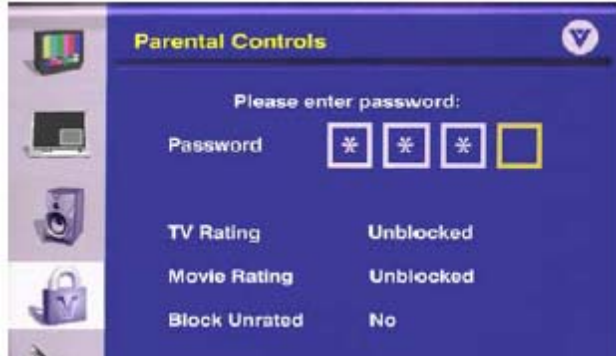 Parental Controls
V
Please enter password:
Password * * *
TV Rating Unblocked
Movie Rating Unblocked
Block Unrated No